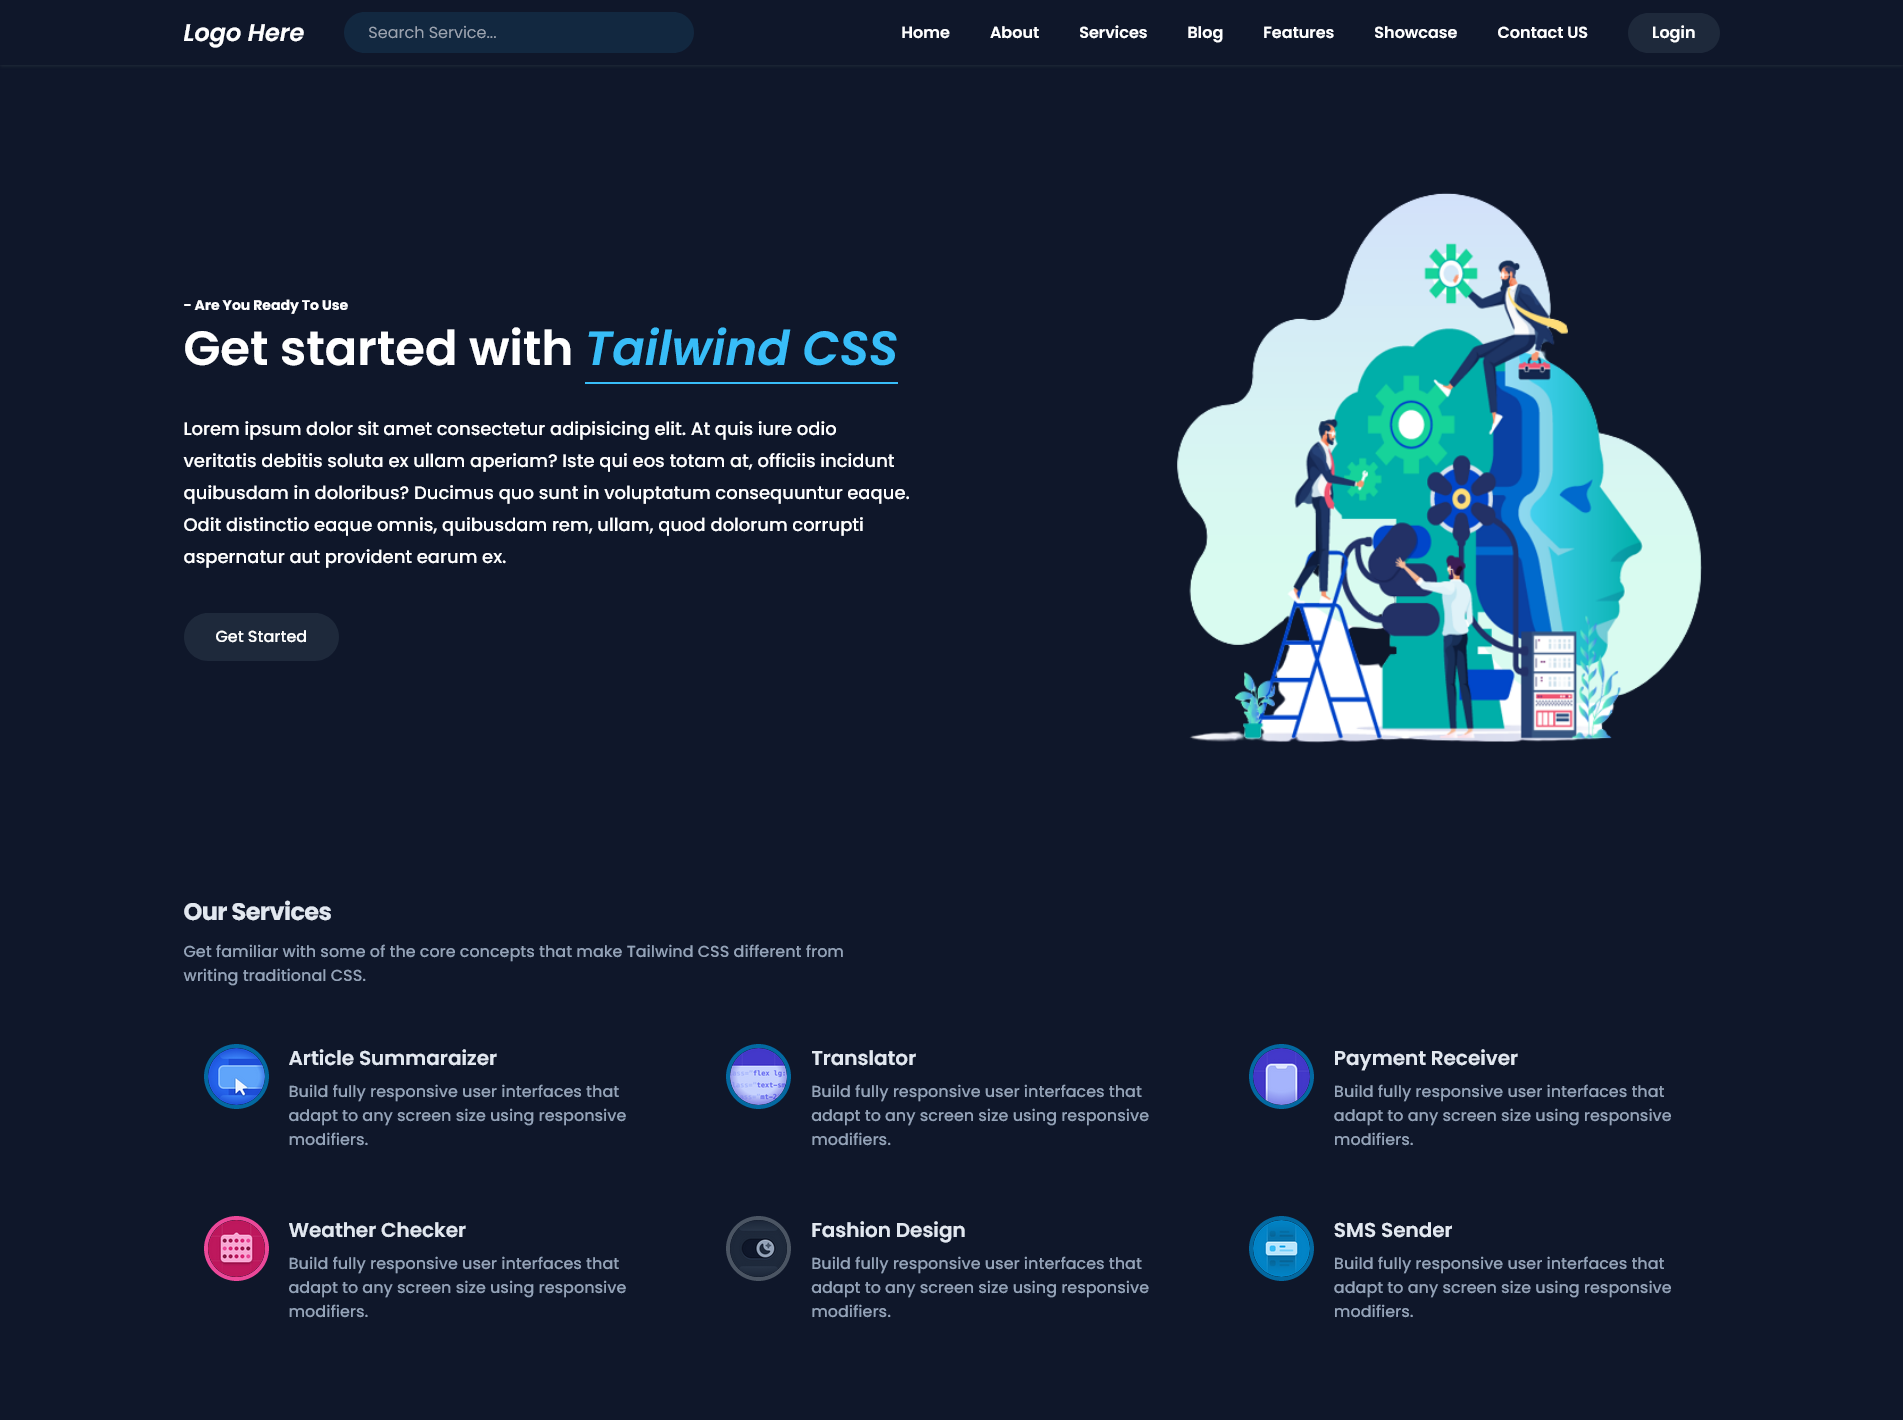 Logo Here
Search Service...
Home
About
Services
Blog
Features
Showcase
Contact US
Login
- Are You Ready To Use
Get started with Tailwind CSS
Lorem ipsum dolor sit amet consectetur adipisicing elit. At quis iure odio
veritatis debitis soluta ex ullam aperiam? Iste qui eos totam at, officiis incidunt
quibusdam in doloribus? Ducimus quo sunt in voluptatum consequuntur eaque.
Odit distinctio eaque omnis, quibusdam rem, ullam, quod dolorum corrupti
aspernatur aut provident earum ex.
Get Started
Our Services
Get familiar with some of the core concepts that make Tailwind CSS different from
writing traditional CSS.
Article Summaraizer
Build fully responsive user interfaces that
adapt to any screen size using responsive
modifiers.
"flex lg:
"text-sm
Translator
Build fully responsive user interfaces that
adapt to any screen size using responsive
modifiers.
Payment Receiver
Build fully responsive user interfaces that
adapt to any screen size using responsive
modifiers.
Weather Checker
Build fully responsive user interfaces that
adapt to any screen size using responsive
modifiers.
Fashion Design
Build fully responsive user interfaces that
adapt to any screen size using responsive
modifiers.
SMS Sender
Build fully responsive user interfaces that
adapt to any screen size using responsive
modifiers.